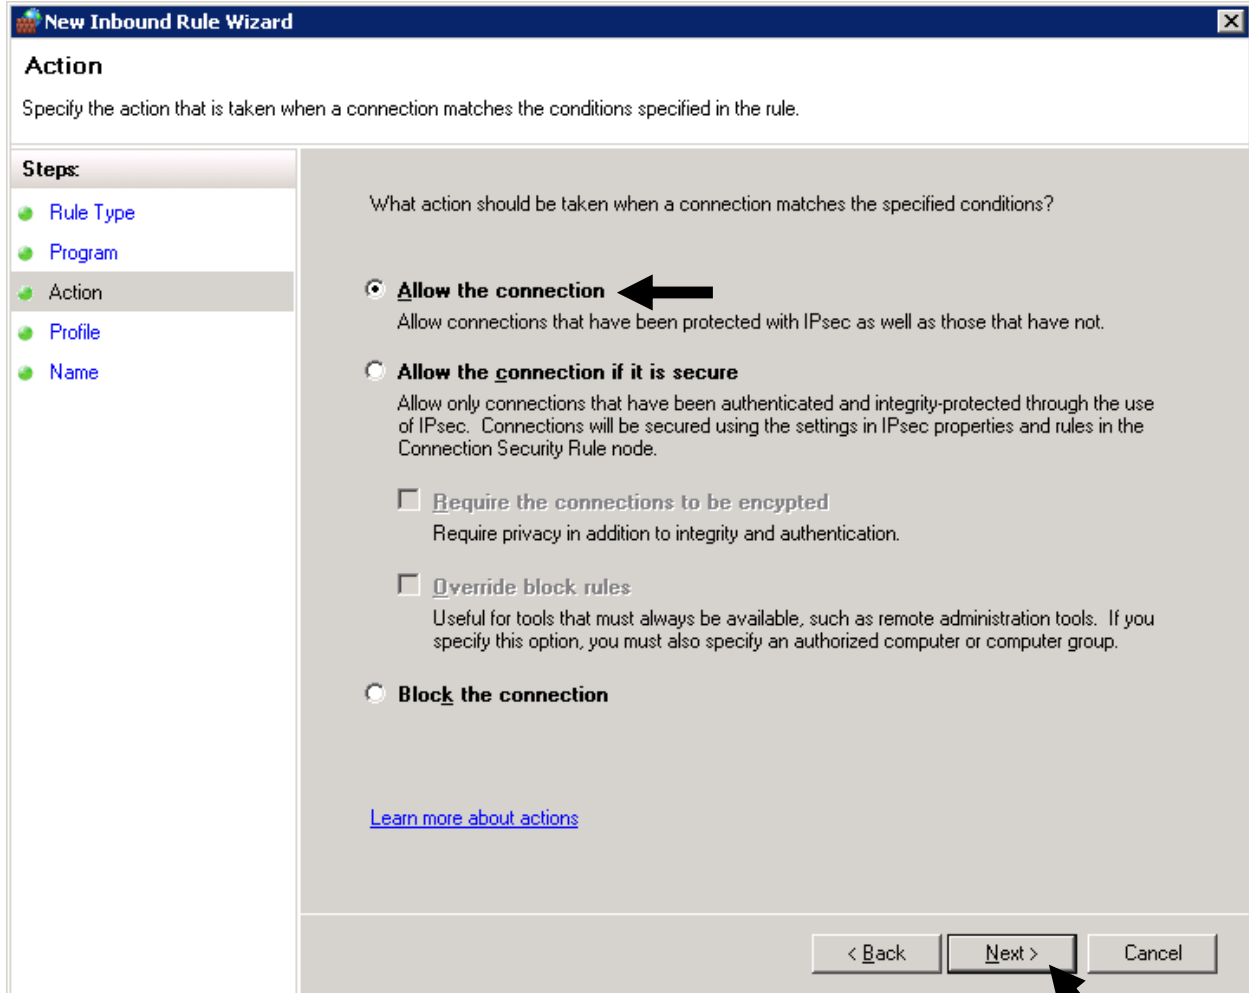 New Inbound Rule Wizard
Action
Specify the action that is taken when a connection matches the conditions specified in the rule.
Steps:
Rule Type
Program
Action
Profile
Name
What action should be taken when a connection matches the specified conditions?
Allow the connection
Allow connections that have been protected with IPsec as well as those that have not.
Allow the connection if it is secure
Allow only connections that have been authenticated and integrity-protected through the use
of IPsec.  Connections will be secured using the settings in IPsec properties and rules in the
Connection Security Rule node.
Require the connections to be encypted
Require privacy in addition to integrity and authentication.
Override block rules
Useful for tools that must always be available, such as remote administration tools.  If you
specify this option, you must also specify an authorized computer or computer group.
Block the connection
Learn more about actions
< Back
Next >
Cancel